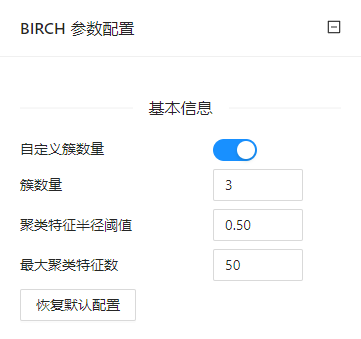 BIRCH 参数配置
基本信息
自定义簇数量
簇数量 3
聚类特征半径阈值 0.50
最大聚类特征数 50
恢复默认配置